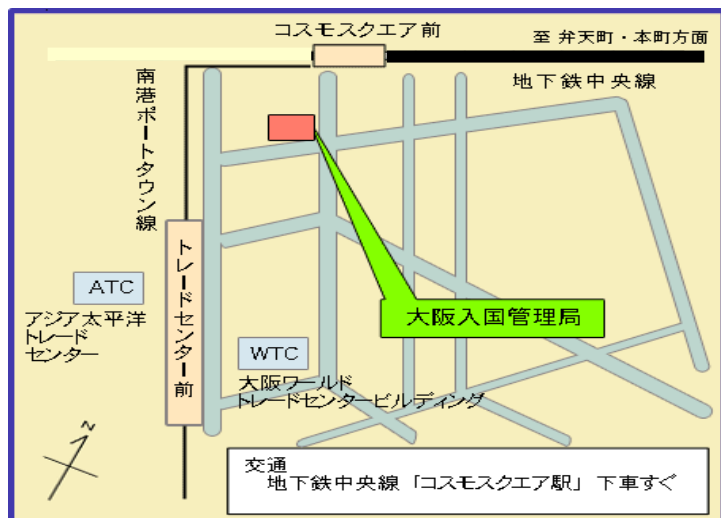 コスモスクエア前
至 弁天町・本町方面
地下鉄中央線
南港ポートタウン線
トレードセンター前
ATC
アジア太平洋
トレード
センター
大阪入国管理局
WTC
大阪ワールド
トレードセンタービルディング
N
交通
地下鉄中央線「コスモスクエア駅」下車すぐ